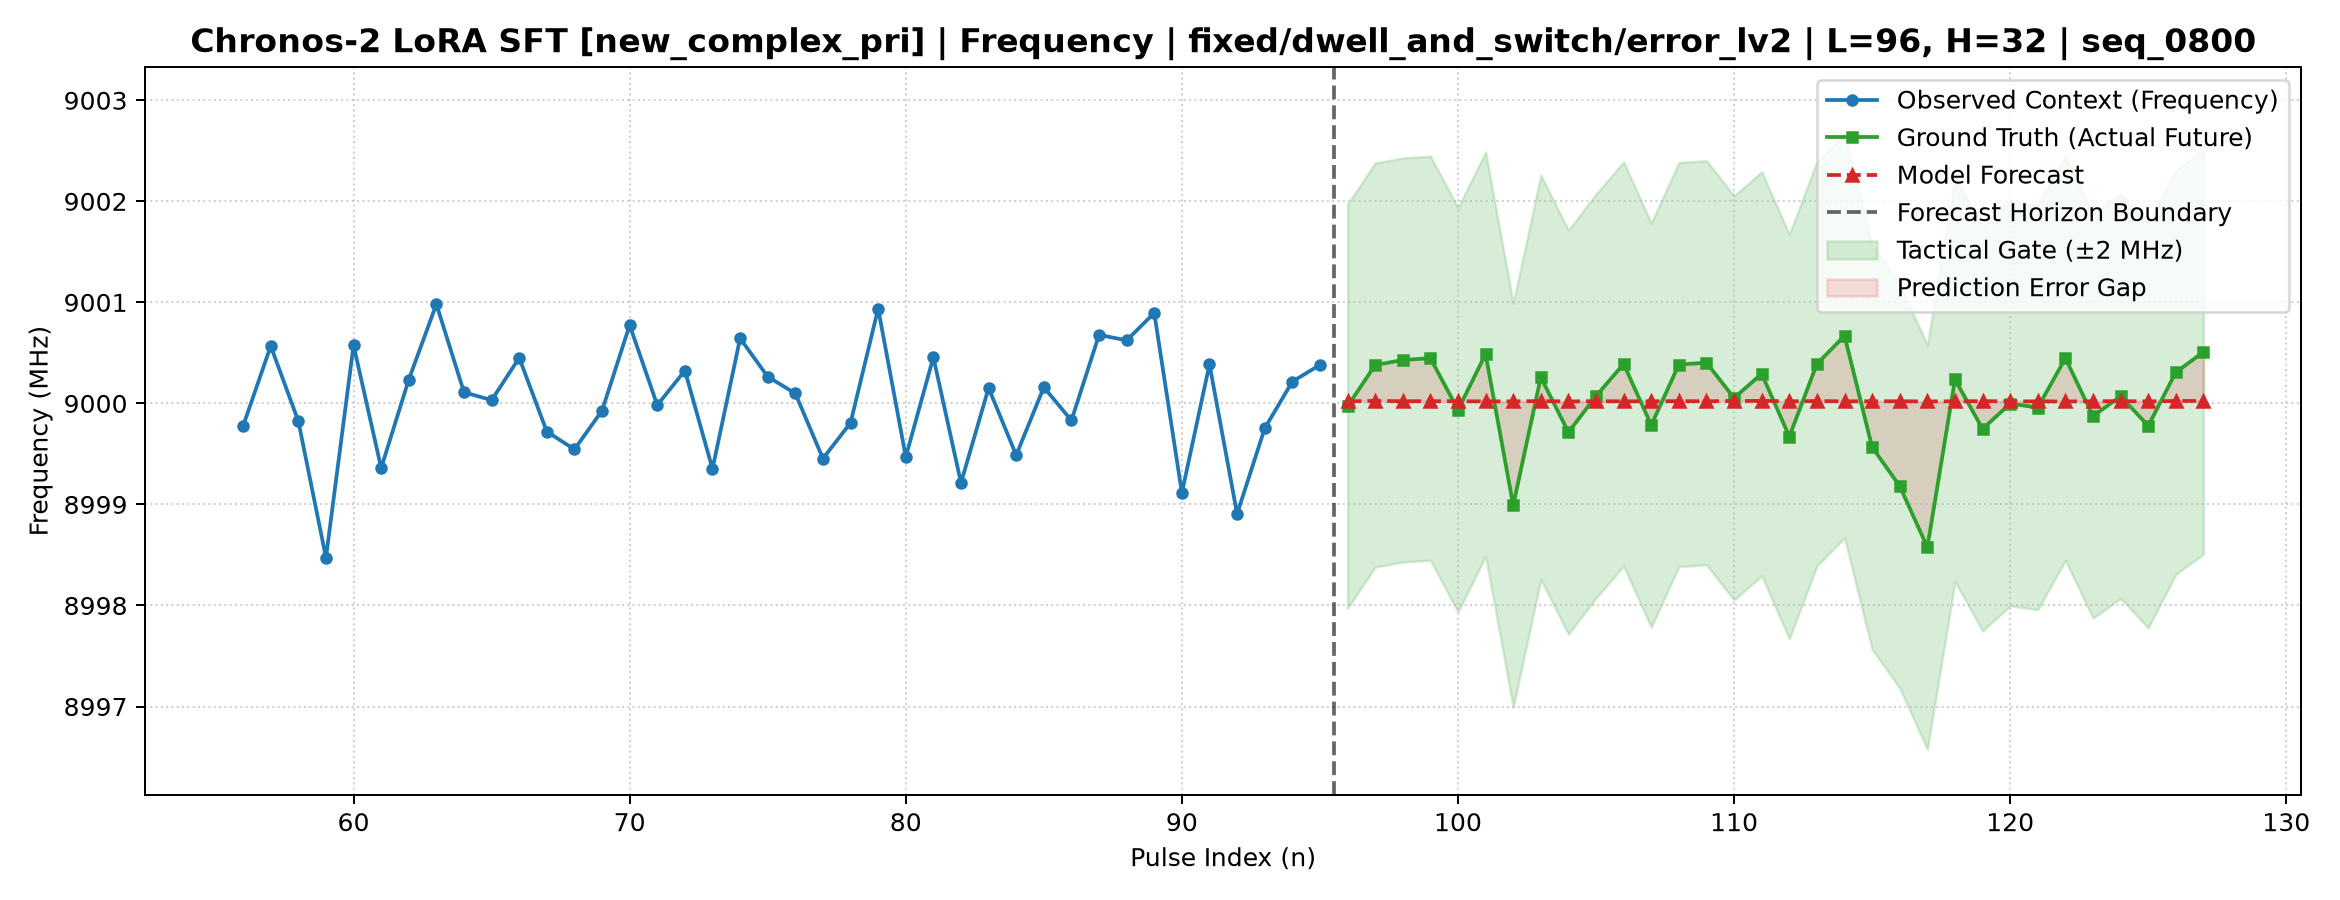 Chronos-2 LoRA SFT [new_complex_pri] | Frequency | fixed/dwell_and_switch/error_lv2 | L=96, H=32 | seq_0800
Observed Context (Frequency)
Ground Truth (Actual Future)
Model Forecast
Forecast Horizon Boundary
Tactical Gate (±2 MHz)
Prediction Error Gap
Frequency (MHz)
9003
9002
9001
9000
8999
8998
8997
60 70 80 90 100 110 120 130
Pulse Index (n)